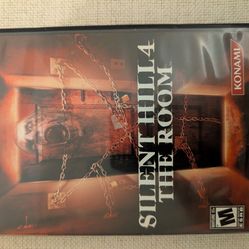 SILENT HILL 4
THE ROOM
KONAMI
M